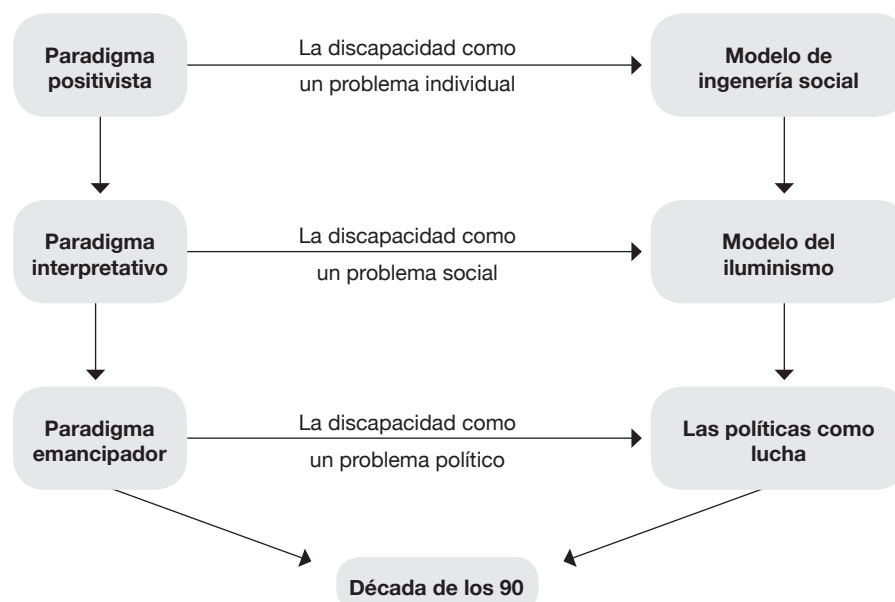 Paradigma
positivista
La discapacidad como
un problema individual
Modelo de
ingenería social
Paradigma
interpretativo
La discapacidad como
un problema social
Modelo del
iluminismo
Paradigma
emancipador
La discapacidad como
un problema político
Las políticas como
lucha
Década de los 90